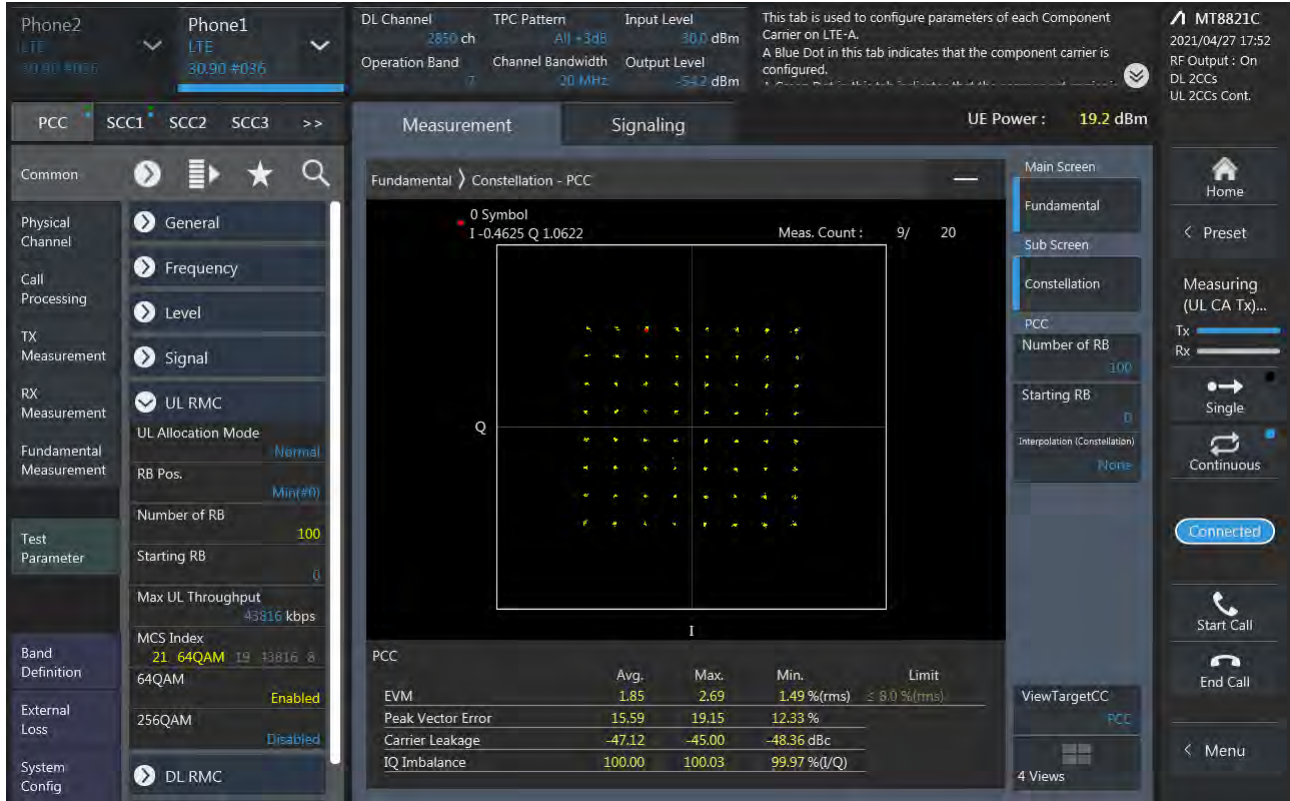 Phone2
LTE
30.90 #036
Phone1
LTE
30.90 #036
DL Channel
2850 ch
TPC Pattern
All +3dB
Input Level
30.0 dBm
Operation Band
7
Channel Bandwidth
20 MHz
Output Level
-54.2 dBm
This tab is used to configure parameters of each Component
Carrier on LTE-A.
A Blue Dot in this tab indicates that the component carrier is
configured.
MT8821C
2021/04/27 17:52
RF Output : On
DL 2CCs
UL 2CCs Cont.
PCC SCC1 SCC2 SCC3 >>
Measurement
Signaling
UE Power : 19.2 dBm
Common
Physical
Channel
Call
Processing
TX
Measurement
RX
Measurement
Fundamental
Measurement
Test
Parameter
Band
Definition
External
Loss
System
Config
General
Frequency
Level
Signal
UL RMC
UL Allocation Mode
Normal
RB Pos.
Min(#0)
Number of RB
100
Starting RB
0
Max UL Throughput
43816 kbps
MCS Index
21 64QAM 19 43816 8
64QAM
Enabled
256QAM
Disabled
DL RMC
Fundamental 〉 Constellation - PCC
0 Symbol
I -0.4625 Q 1.0622
Meas. Count : 9/ 20
Q
I
PCC
Avg. Max. Min. Limit
EVM 1.85 2.69 1.49 %(rms) ≤ 8.0 %(rms)
Peak Vector Error 15.59 19.15 12.33 %
Carrier Leakage -47.12 -45.00 -48.36 dBc
IQ Imbalance 100.00 100.03 99.97 %(I/Q)
Main Screen
Fundamental
Sub Screen
Constellation
PCC
Number of RB
100
Starting RB
0
Interpolation (Constellation)
None
ViewTargetCC
PCC
4 Views
Home
< Preset
Measuring
(UL CA Tx)...
Tx
Rx
Single
Continuous
Connected
Start Call
End Call
< Menu